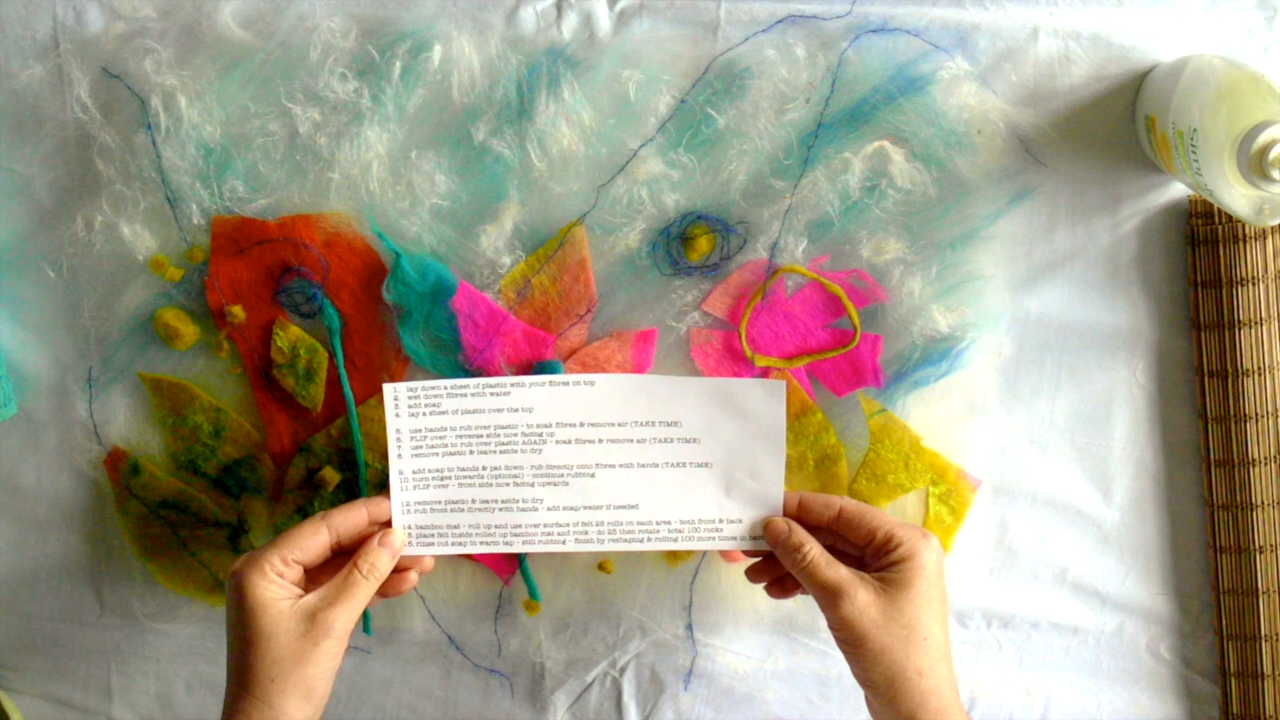 1. lay down a sheet of plastic with your fibres on top
2. wet down fibres with water
3. add soap
4. lay a sheet of plastic over the top
5. use hands to rub over plastic - to soak fibres & remove air (TAKE TIME)
6. FLIP over - reverse side now facing up
7. use hands to rub over plastic AGAIN - soak fibres & remove air (TAKE TIME)
8. remove plastic & leave aside to dry
9. add soap to hands & pat down - rub directly onto fibres with hands (TAKE TIME)
10. turn edges inwards (optional) - continue rubbing
11. FLIP over - front side now facing upwards
12. remove plastic & leave aside to dry
13. rub front side directly with hands - add soap/water if needed
14. bamboo mat - roll up and use over surface of felt 25 rolls on each area - both front & back
place felt inside rolled up bamboo mat and rock - do 25 then rotate - total 100 rocks
rinse out soap in warm tap - still rubbing - finish by reshaping & rolling 100 more times in